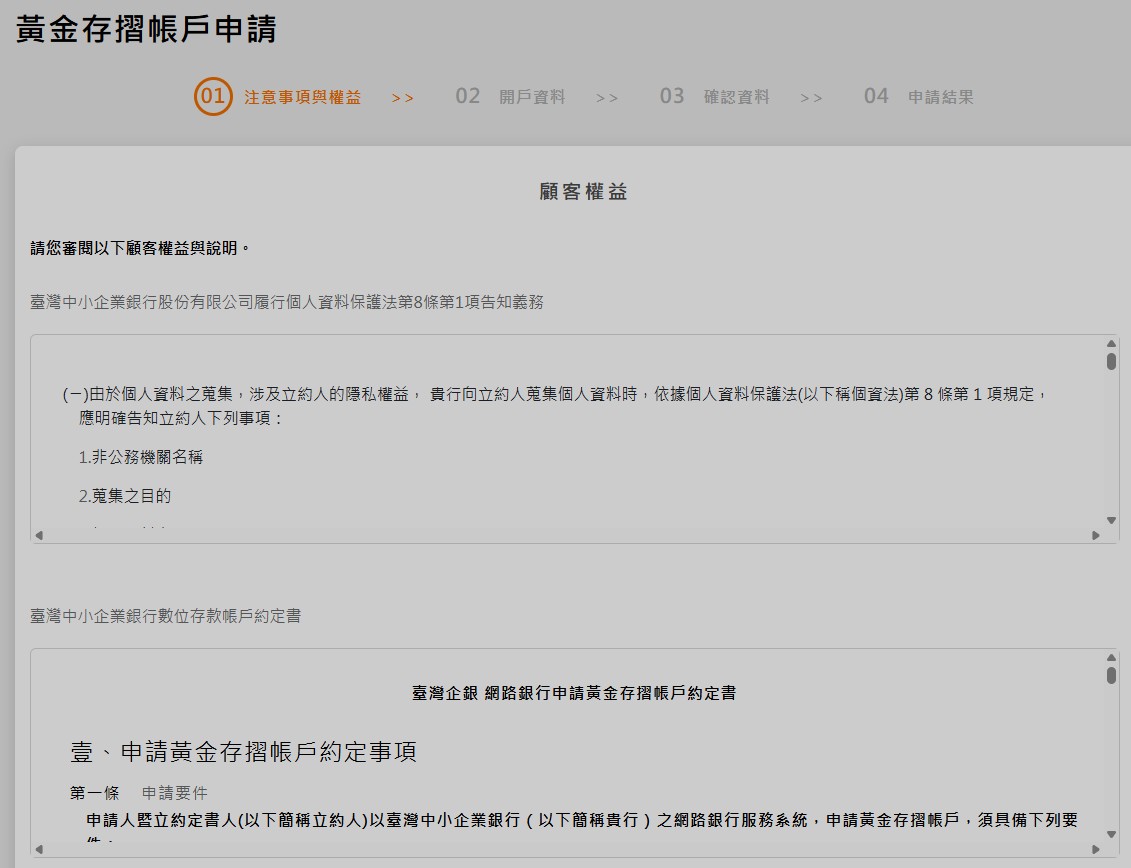 黃金存摺帳戶申請
01 注意事項與權益 >> 02 開戶資料 >> 03 確認資料 >> 04 申請結果
顧客權益
請您審閱以下顧客權益與說明。
臺灣中小企業銀行股份有限公司履行個人資料保護法第8條第1項告知義務
(一)由於個人資料之蒐集，涉及立約人的隱私權益， 貴行向立約人蒐集個人資料時，依據個人資料保護法(以下稱個資法)第 8 條第 1 項規定，
應明確告知立約人下列事項：
1.非公務機關名稱
2.蒐集之目的
臺灣中小企業銀行數位存款帳戶約定書
臺灣企銀 網路銀行申請黃金存摺帳戶約定書
壹、申請黃金存摺帳戶約定事項
第一條 申請要件
申請人暨立約定書人(以下簡稱立約人)以臺灣中小企業銀行（以下簡稱貴行）之網路銀行服務系統，申請黃金存摺帳戶，須具備下列要